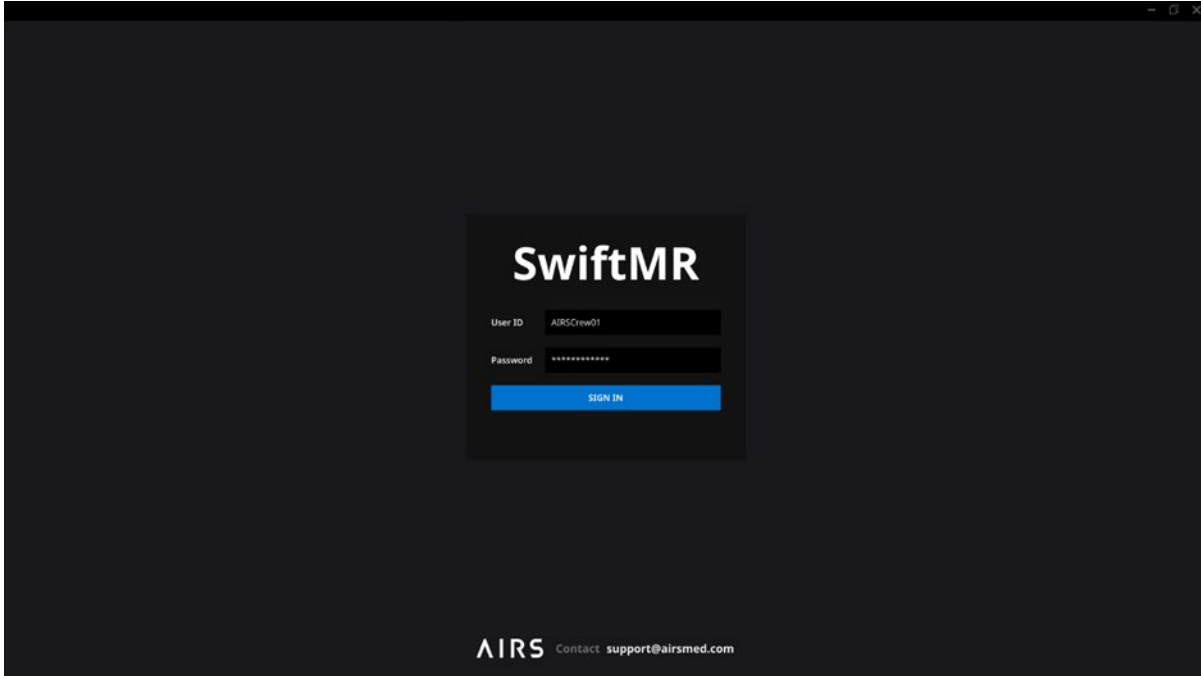 SwiftMR
User ID AIRSCrew01
Password ************
SIGN IN
AIRS Contact support@airsmed.com